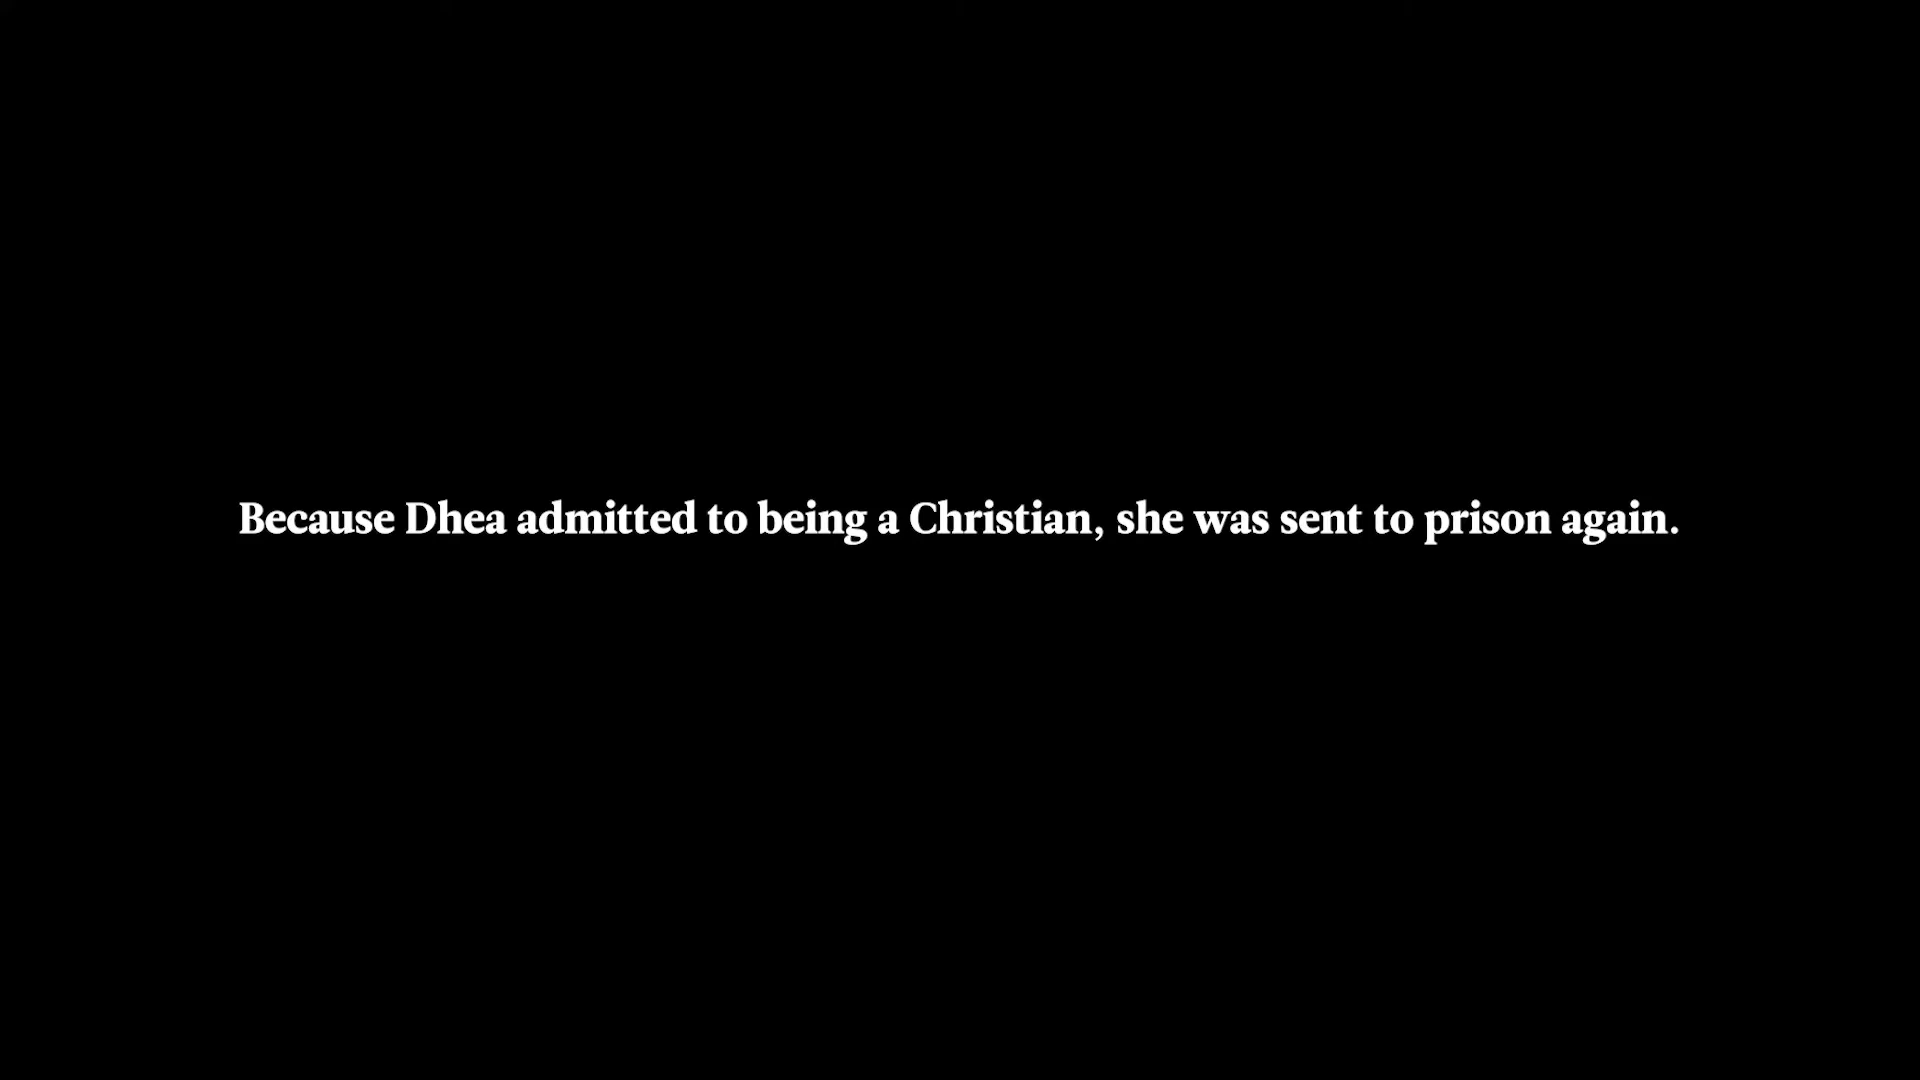 Because Dhea admitted to being a Christian, she was sent to prison again.